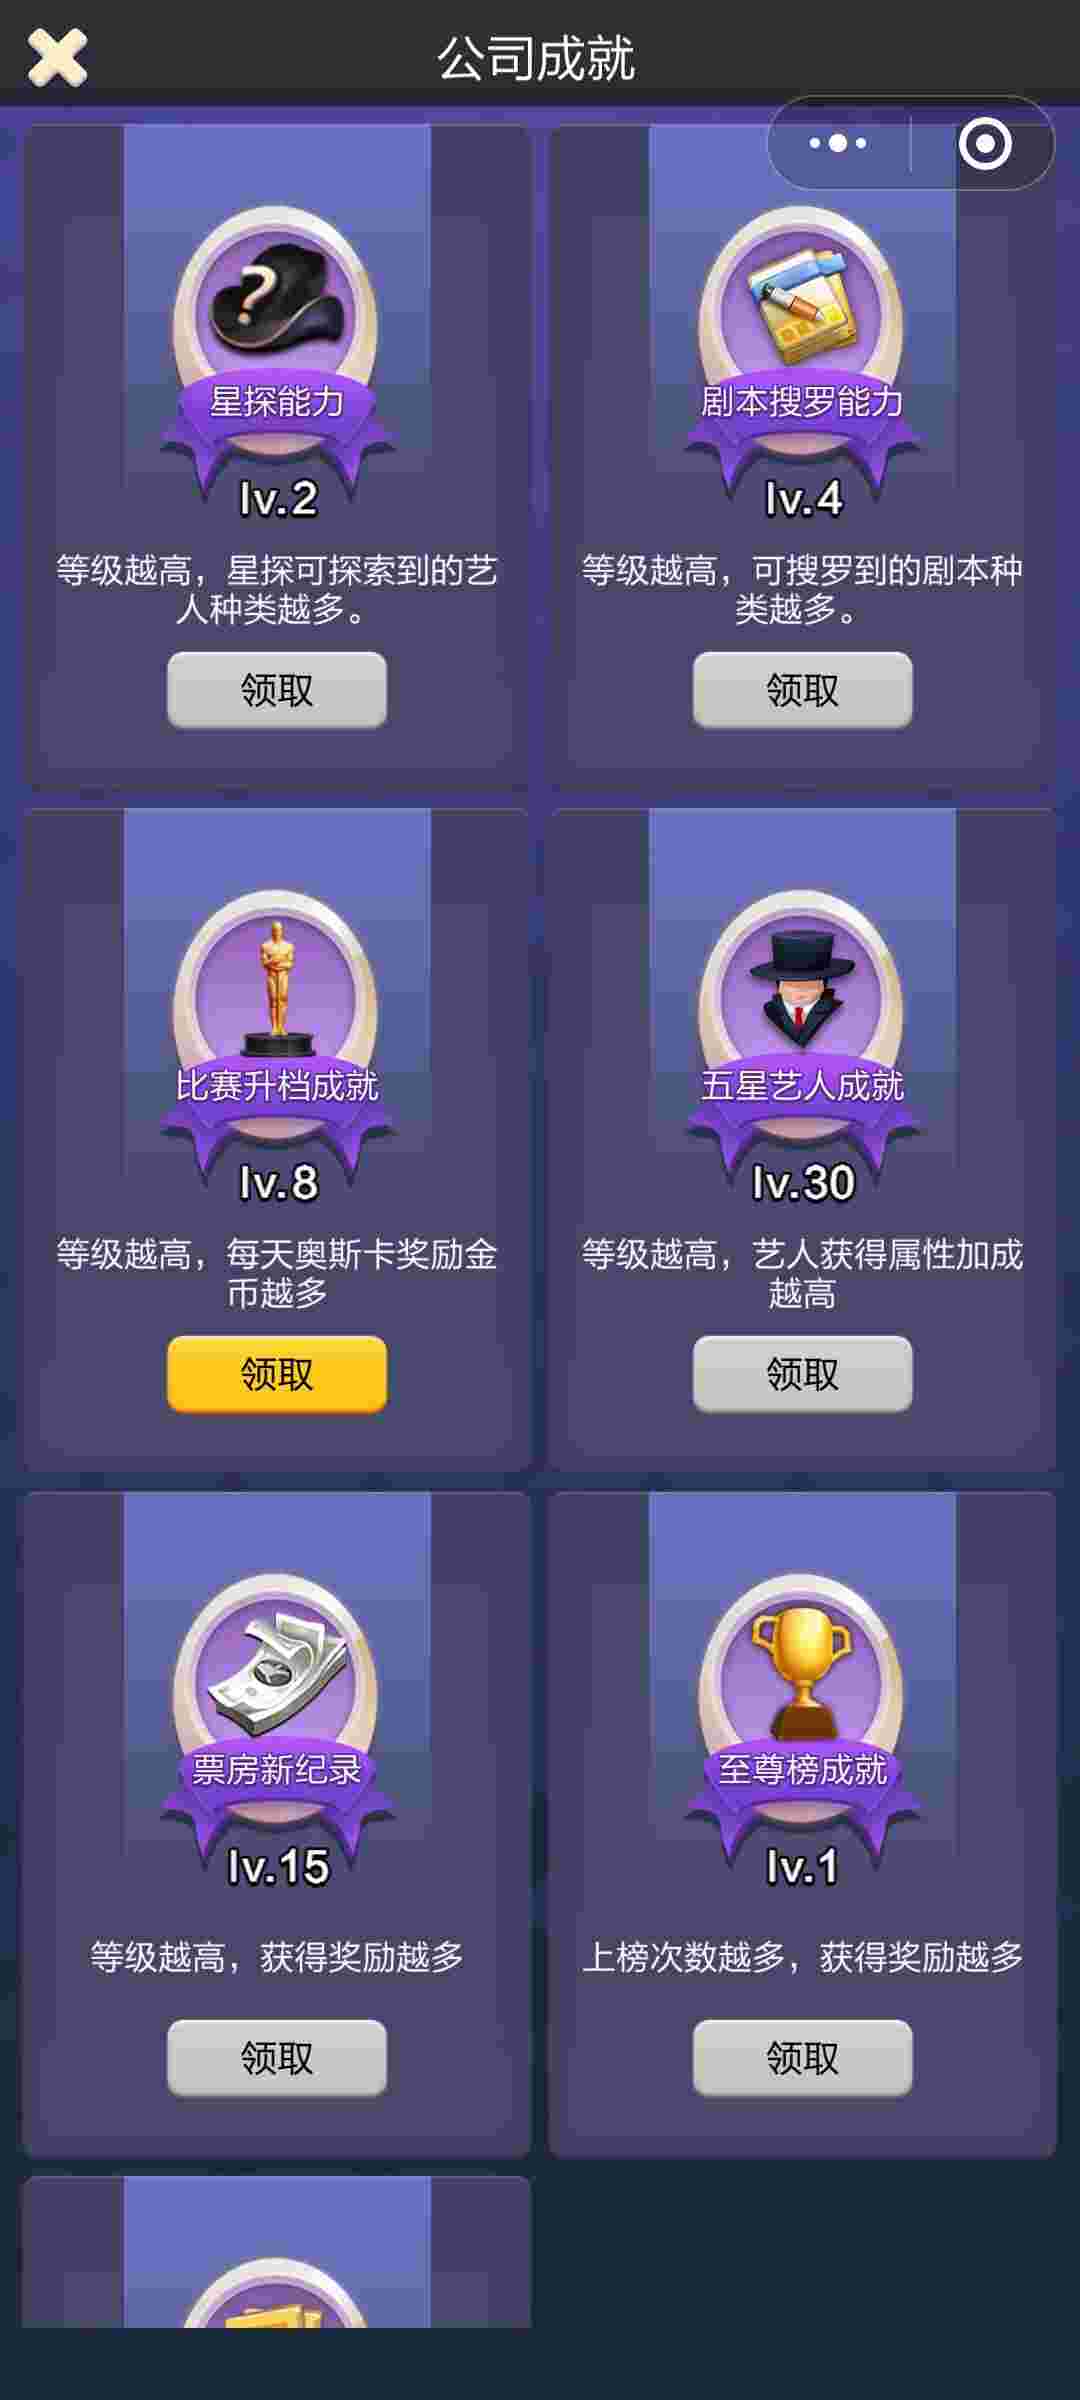 公司成就
星探能力
lv.2
等级越高，星探可探索到的艺
人种类越多。
领取
剧本搜罗能力
lv.4
等级越高，可搜罗到的剧本种
类越多。
领取
比赛升档成就
lv.8
等级越高，每天奥斯卡奖励金
币越多
领取
五星艺人成就
lv.30
等级越高，艺人获得属性加成
越高
领取
票房新纪录
lv.15
等级越高，获得奖励越多
领取
至尊榜成就
lv.1
上榜次数越多，获得奖励越多
领取